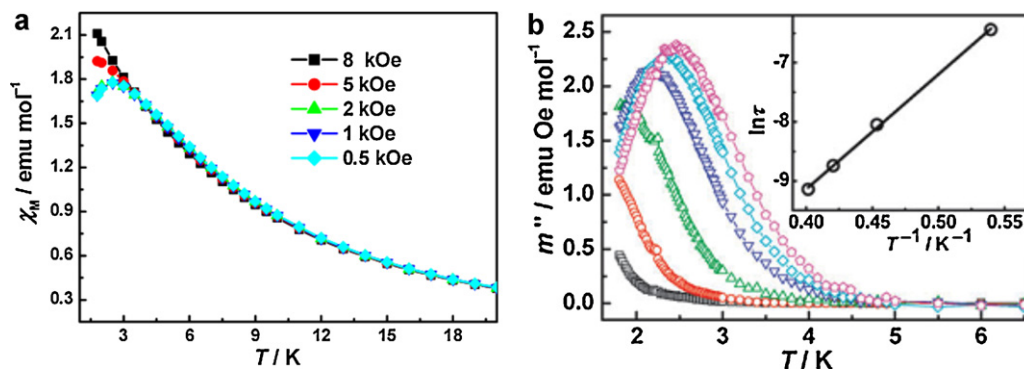 a
χM / emu mol⁻¹
2.1
1.8
1.5
1.2
0.9
0.6
0.3
8 kOe
5 kOe
2 kOe
1 kOe
0.5 kOe
3 6 9 12 15 18
T / K
b
m'' / emu Oe mol⁻¹
2.5
2.0
1.5
1.0
0.5
0.0
2 3 4 5 6
T / K
lnτ
-7
-8
-9
0.40 0.45 0.50 0.55
T⁻¹ / K⁻¹